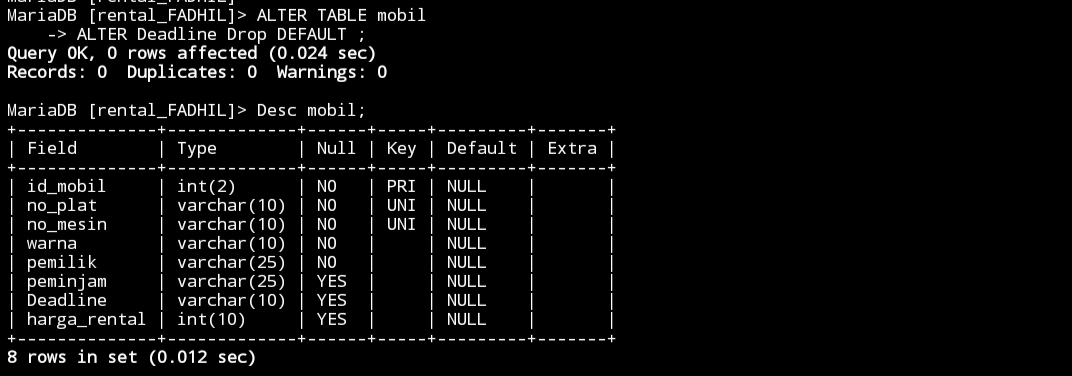 MariaDB [rental_FADHIL]> ALTER TABLE mobil
    -> ALTER Deadline Drop DEFAULT ;
Query OK, 0 rows affected (0.024 sec)
Records: 0  Duplicates: 0  Warnings: 0

MariaDB [rental_FADHIL]> Desc mobil;
+--------------+-------------+------+-----+---------+-------+
| Field        | Type        | Null | Key | Default | Extra |
+--------------+-------------+------+-----+---------+-------+
| id_mobil     | int(2)      | NO   | PRI | NULL    |       |
| no_plat      | varchar(10) | NO   | UNI | NULL    |       |
| no_mesin     | varchar(10) | NO   | UNI | NULL    |       |
| warna        | varchar(10) | NO   |     | NULL    |       |
| pemilik      | varchar(25) | NO   |     | NULL    |       |
| peminjam     | varchar(25) | YES  |     | NULL    |       |
| Deadline     | varchar(10) | YES  |     | NULL    |       |
| harga_rental | int(10)     | YES  |     | NULL    |       |
+--------------+-------------+------+-----+---------+-------+
8 rows in set (0.012 sec)